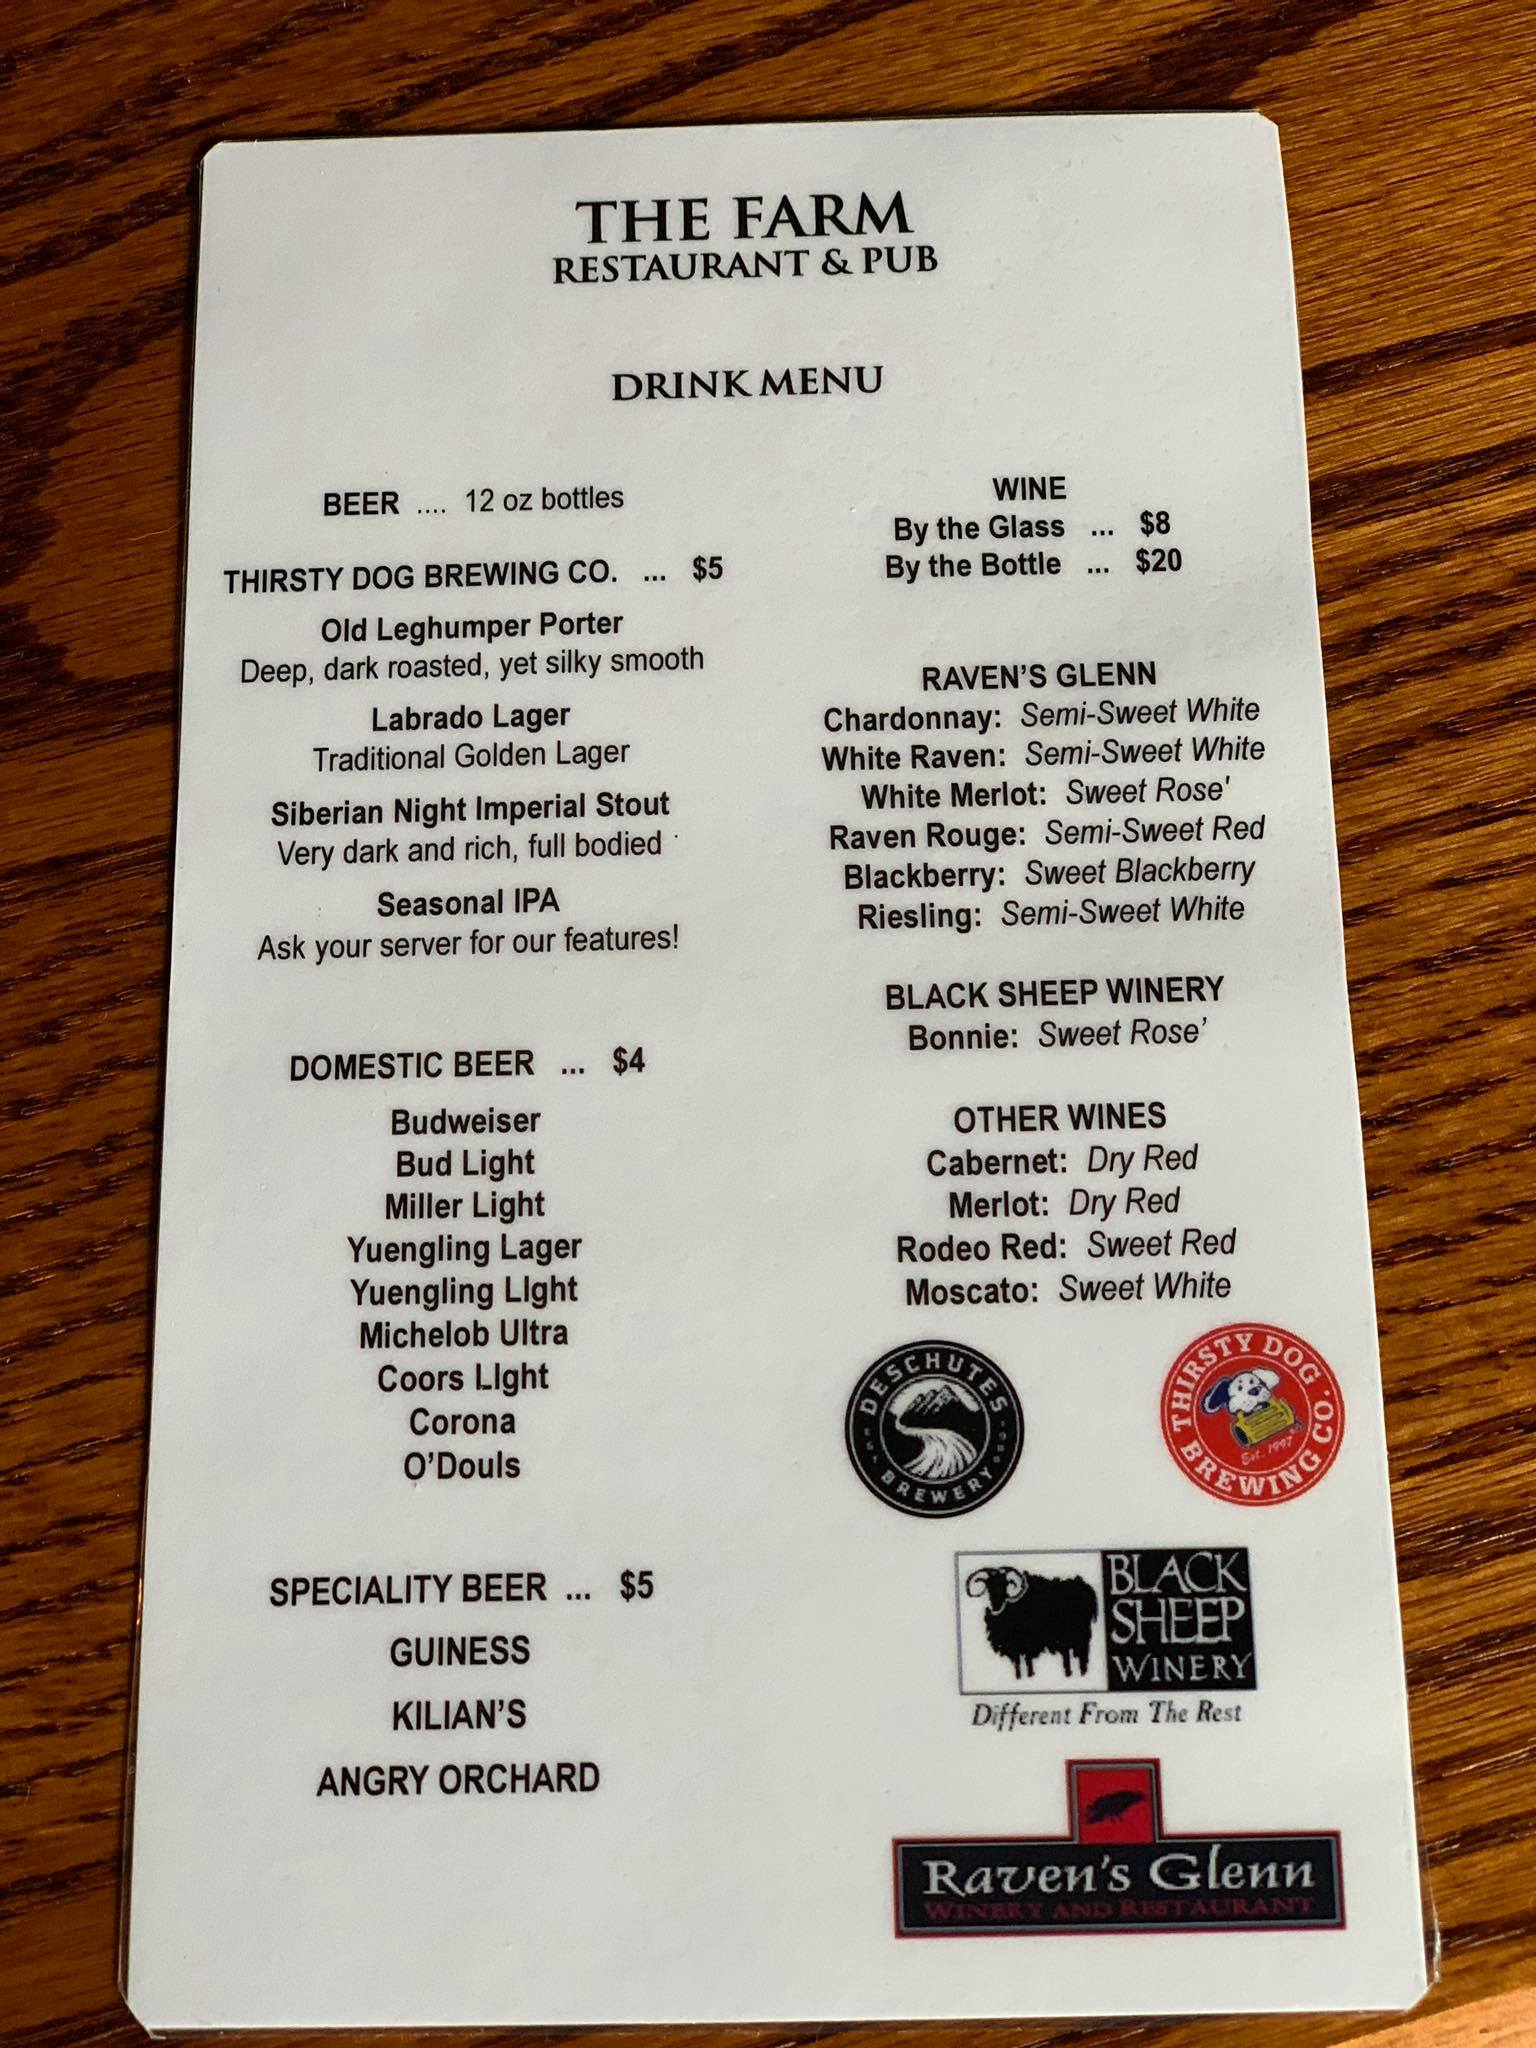 THE FARM
RESTAURANT & PUB
DRINK MENU
BEER .... 12 oz bottles
THIRSTY DOG BREWING CO. ... $5
Old Leghumper Porter
Deep, dark roasted, yet silky smooth
Labrado Lager
Traditional Golden Lager
Siberian Night Imperial Stout
Very dark and rich, full bodied
Seasonal IPA
Ask your server for our features!
DOMESTIC BEER ... $4
Budweiser
Bud Light
Miller Light
Yuengling Lager
Yuengling LIght
Michelob Ultra
Coors LIght
Corona
O'Douls
SPECIALITY BEER ... $5
GUINESS
KILIAN'S
ANGRY ORCHARD
WINE
By the Glass ... $8
By the Bottle ... $20
RAVEN'S GLENN
Chardonnay: Semi-Sweet White
White Raven: Semi-Sweet White
White Merlot: Sweet Rose'
Raven Rouge: Semi-Sweet Red
Blackberry: Sweet Blackberry
Riesling: Semi-Sweet White
BLACK SHEEP WINERY
Bonnie: Sweet Rose'
OTHER WINES
Cabernet: Dry Red
Merlot: Dry Red
Rodeo Red: Sweet Red
Moscato: Sweet White
DESCHUTES
BREWERY
THIRSTY DOG
BREWING CO.
Est. 1997
BLACK
SHEEP
WINERY
Different From The Rest
Raven's Glenn
WINERY AND RESTAURANT